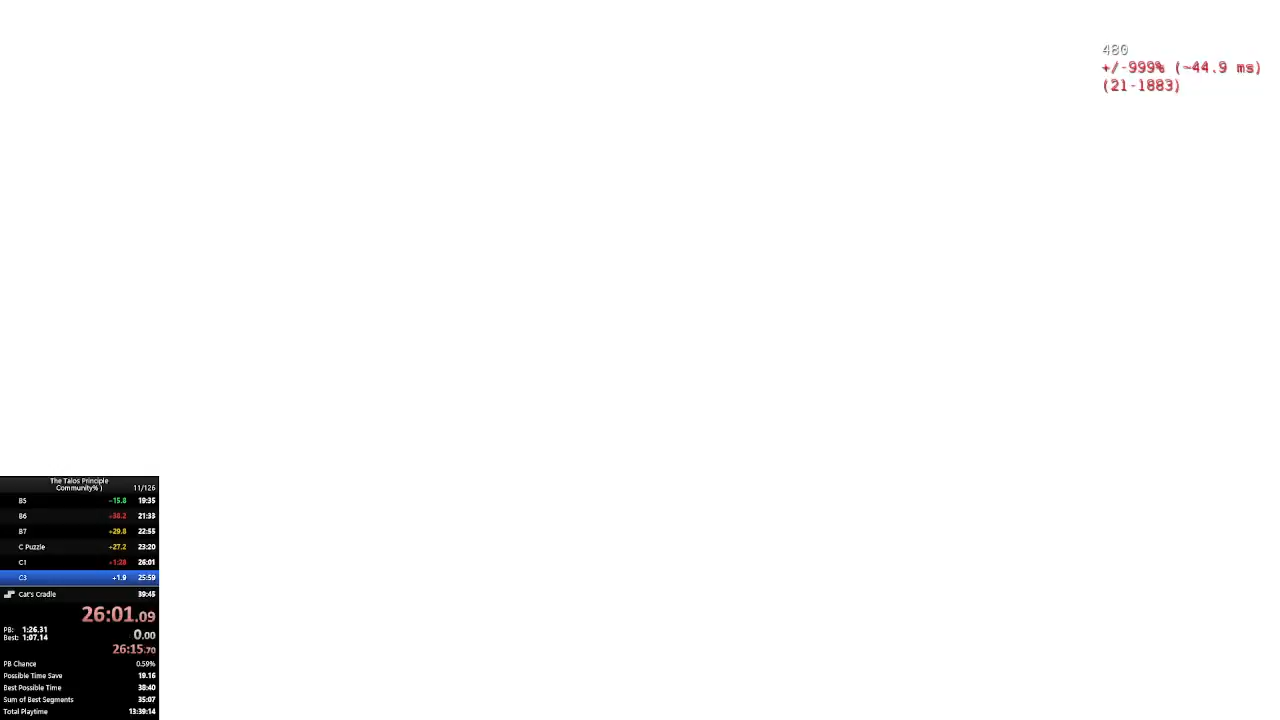 480
+/-999% (~44.9 ms)
(21-1883)
The Talos Principle
Community% ) 11/126
B5 -15.8 19:35
B6 +38.2 21:33
B7 +29.8 22:55
C Puzzle +27.2 23:20
C1 +1:28 26:01
C3 +1.9 25:59
Cat's Cradle 39:45
26:01.09
PB: 1:26.31
Best: 1:07.14
0.00
26:15.70
PB Chance 0.59%
Possible Time Save 19.16
Best Possible Time 38:40
Sum of Best Segments 35:07
Total Playtime 13:39:14